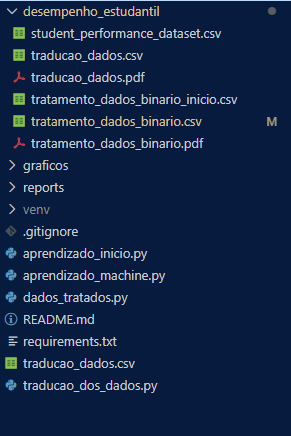 desempenho_estudantil
student_performance_dataset.csv
traducao_dados.csv
traducao_dados.pdf
tratamento_dados_binario_inicio.csv
tratamento_dados_binario.csv M
tratamento_dados_binario.pdf
graficos
reports
venv
.gitignore
aprendizado_inicio.py
aprendizado_machine.py
dados_tratados.py
README.md
requirements.txt
traducao_dados.csv
traducao_dos_dados.py